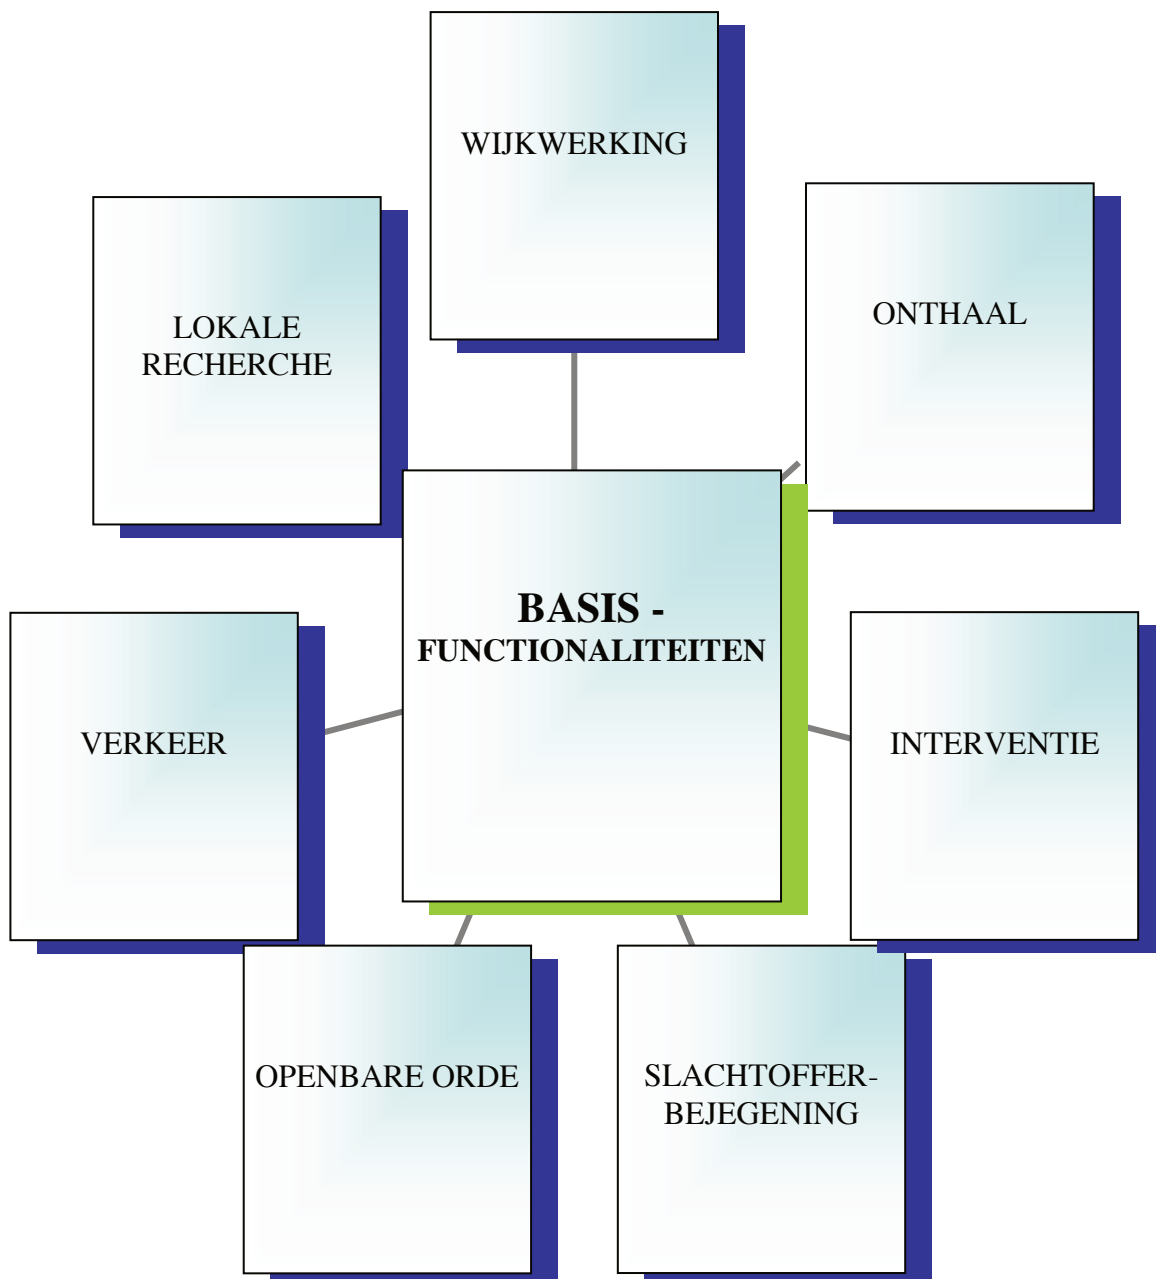 WIJKWERKING
ONTHAAL
LOKALE
RECHERCHE
BASIS -
FUNCTIONALITEITEN
VERKEER
INTERVENTIE
OPENBARE ORDE
SLACHTOFFER-
BEJEGENING